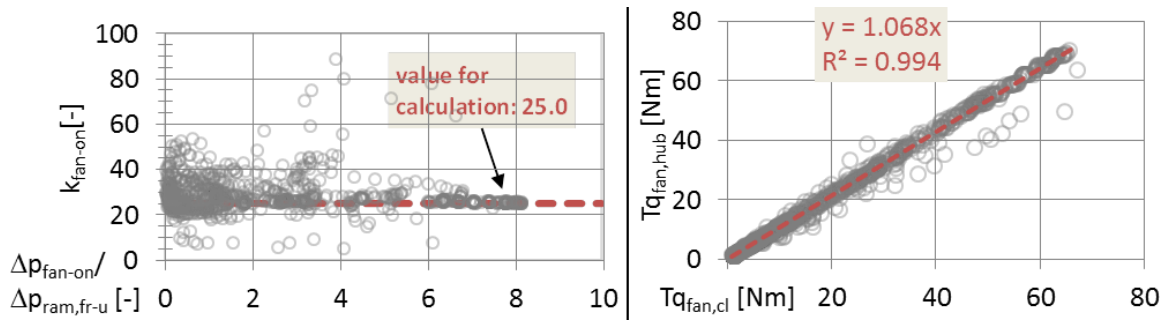 100
80
60
40
20
0
k_fan-on [-]
value for
calculation: 25.0
Δp_fan-on/
Δp_ram,fr-u [-]
0 2 4 6 8 10
80
60
40
20
0
Tq_fan,hub [Nm]
y = 1.068x
R² = 0.994
Tq_fan,cl [Nm] 20 40 60 80